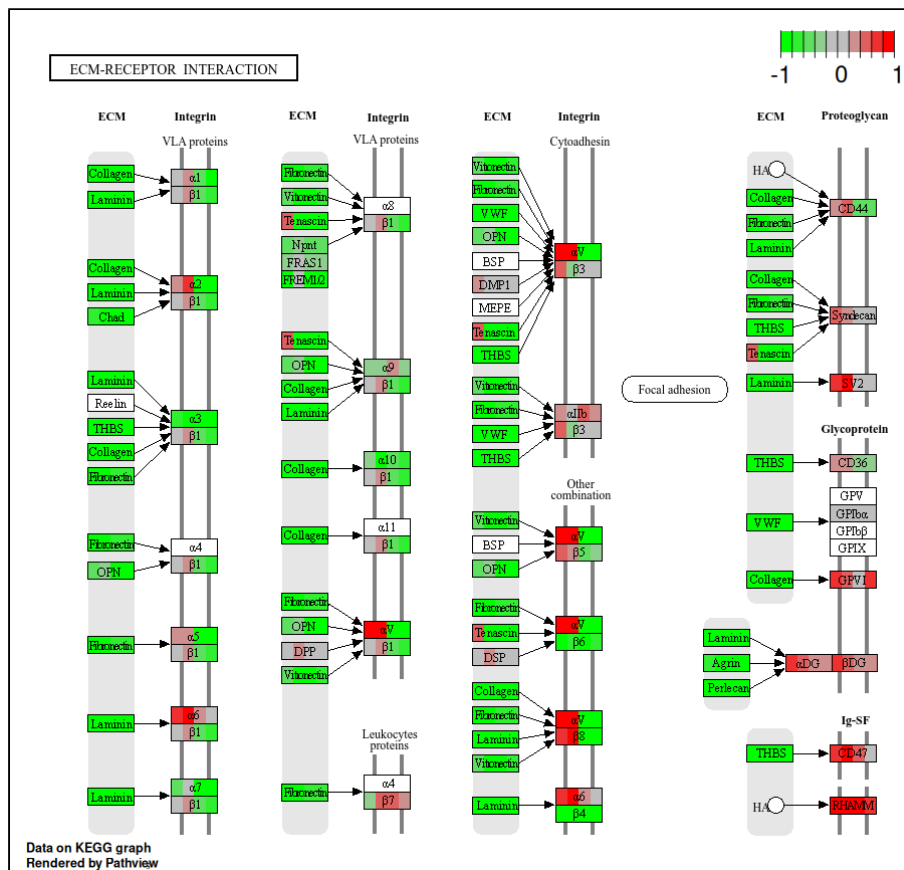 -1 0 1
ECM-RECEPTOR INTERACTION
ECM Integrin
VLA proteins
Collagen
Laminin
α1
β1
Collagen
Laminin
Chad
α2
β1
Laminin
Reelin
THBS
Collagen
Fibronectin
α3
β1
Fibronectin
OPN
α4
β1
Fibronectin
α5
β1
Laminin
α6
β1
Laminin
α7
β1
ECM Integrin
VLA proteins
Fibronectin
Vitronectin
Tenascin
Npnt
FRAS1
FREM1/2
α8
β1
Tenascin
OPN
Collagen
Laminin
α9
β1
Collagen
α10
β1
Collagen
α11
β1
Fibronectin
OPN
DPP
Vitronectin
αV
β1
Leukocytes
proteins
Fibronectin
α4
β7
ECM Integrin
Cytoadhesin
Vitronectin
Fibronectin
VWF
OPN
BSP
DMP1
MEPE
Tenascin
THBS
αV
β3
Vitronectin
Fibronectin
VWF
THBS
αIIb
β3
Other
combination
Vitronectin
BSP
OPN
αV
β5
Fibronectin
Tenascin
DSP
αV
β6
Collagen
Fibronectin
Laminin
Vitronectin
αV
β8
Laminin
α6
β4
Focal adhesion
ECM Proteoglycan
HA
Collagen
Fibronectin
Laminin
CD44
Collagen
Fibronectin
THBS
Tenascin
Syndecan
Laminin
SV2
Glycoprotein
THBS
CD36
VWF
GPV
GPIbα
GPIbβ
GPIX
Collagen
GPVI
Laminin
Agrin
Perlecan
αDG βDG
Ig-SF
THBS
CD47
HA
RHAMM
Data on KEGG graph
Rendered by Pathview